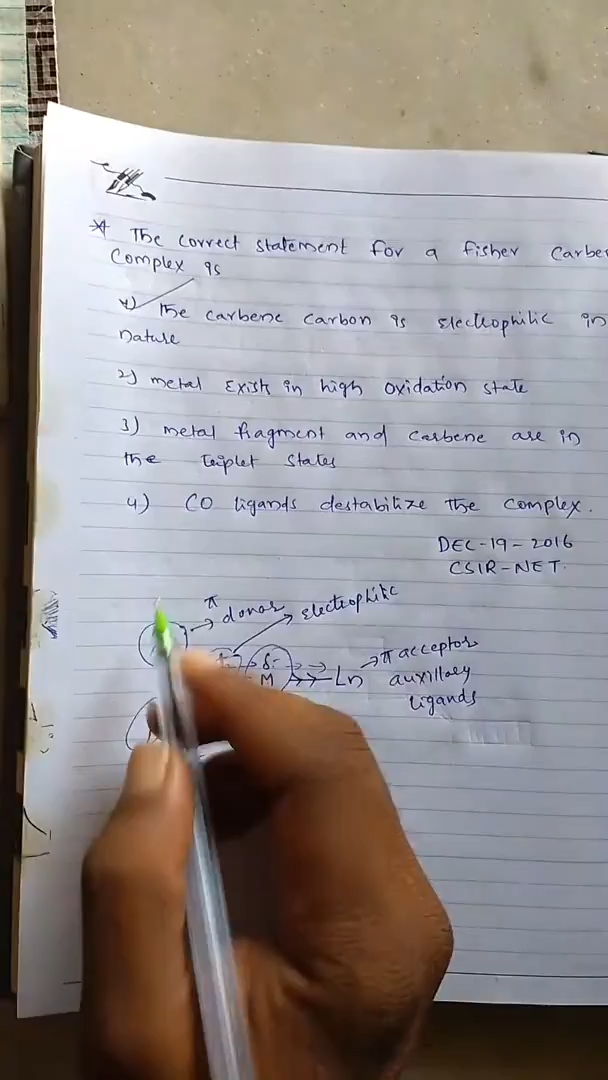 * The correct statement for a fisher Carbe
Complex is
1) The carbene carbon is electrophilic in
nature
2) metal Exists in high oxidation state
3) metal fragment and carbene are in
the triplet states
4) CO ligands destabilize the complex.
DEC-19-2016
CSIR-NET.
π donar → electrophilic
δ-
M Ln → π acceptor
auxillary
ligands